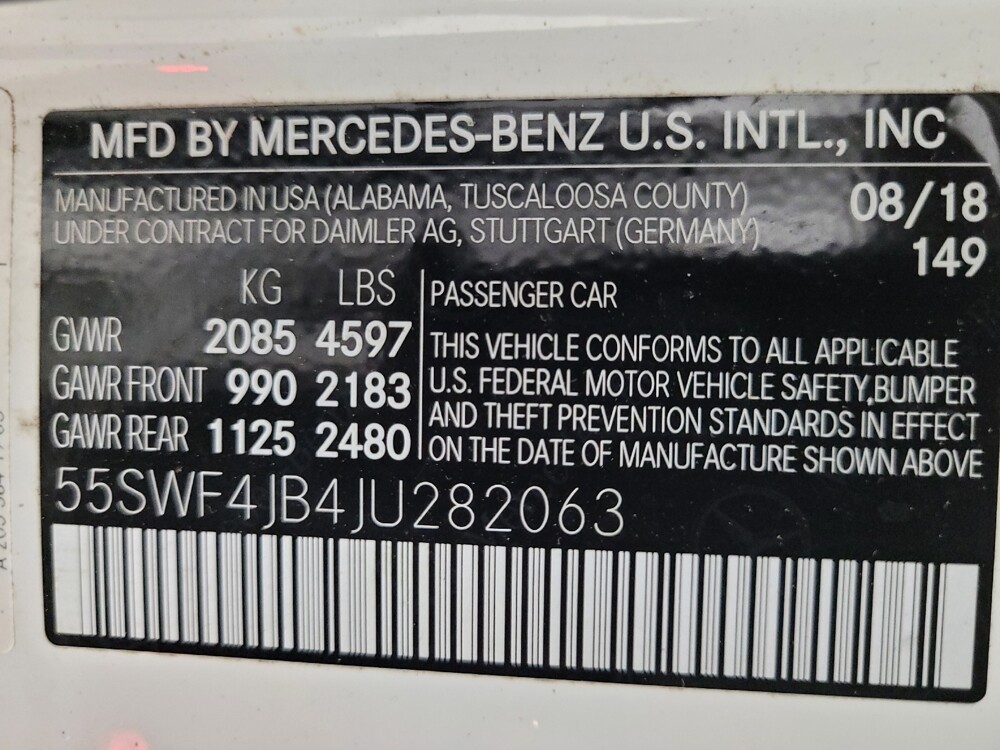 MFD BY MERCEDES-BENZ U.S. INTL., INC
MANUFACTURED IN USA (ALABAMA, TUSCALOOSA COUNTY) 08/18
UNDER CONTRACT FOR DAIMLER AG, STUTTGART (GERMANY) 149
KG LBS
GVWR 2085 4597
GAWR FRONT 990 2183
GAWR REAR 1125 2480
PASSENGER CAR
THIS VEHICLE CONFORMS TO ALL APPLICABLE
U.S. FEDERAL MOTOR VEHICLE SAFETY,BUMPER
AND THEFT PREVENTION STANDARDS IN EFFECT
ON THE DATE OF MANUFACTURE SHOWN ABOVE
55SWF4JB4JU282063